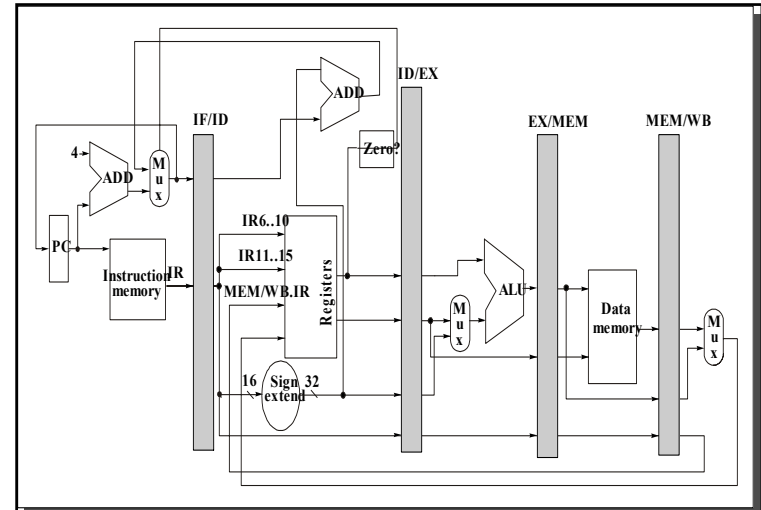 ID/EX
IF/ID
ADD
EX/MEM
MEM/WB
4
ADD
M
u
x
Zero?
PC
IR6..10
IR11..15
Instruction
memory
IR
MEM/WB.IR
Registers
ALU
M
u
x
Data
memory
M
u
x
16
Sign
extend
32